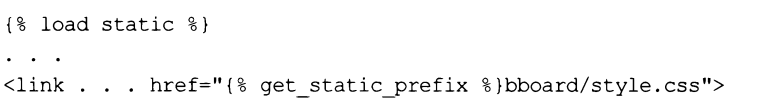 {% load static %}
. . .
<link . . . href="{% get_static_prefix %}bboard/style.css">